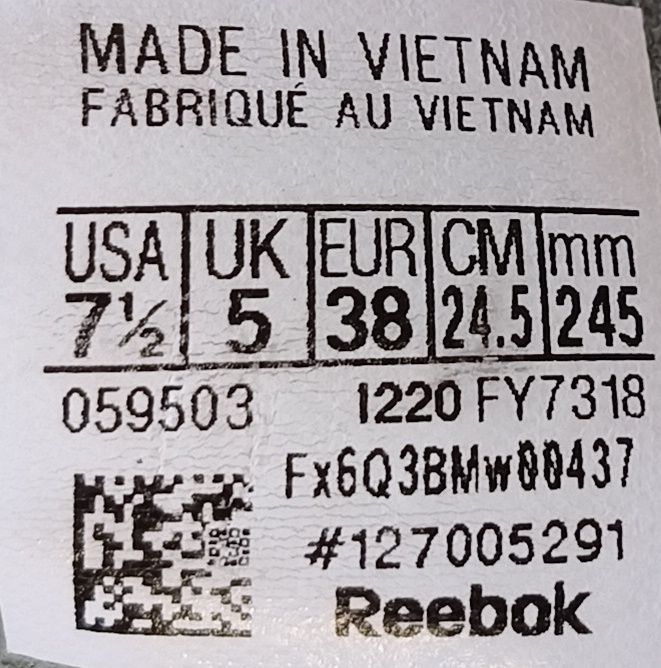 MADE IN VIETNAM
FABRIQUÉ AU VIETNAM
USA UK EUR CM mm
7½ 5 38 24.5 245
059503 1220 FY7318
Fx6Q3BMw00437
#127005291
Reebok